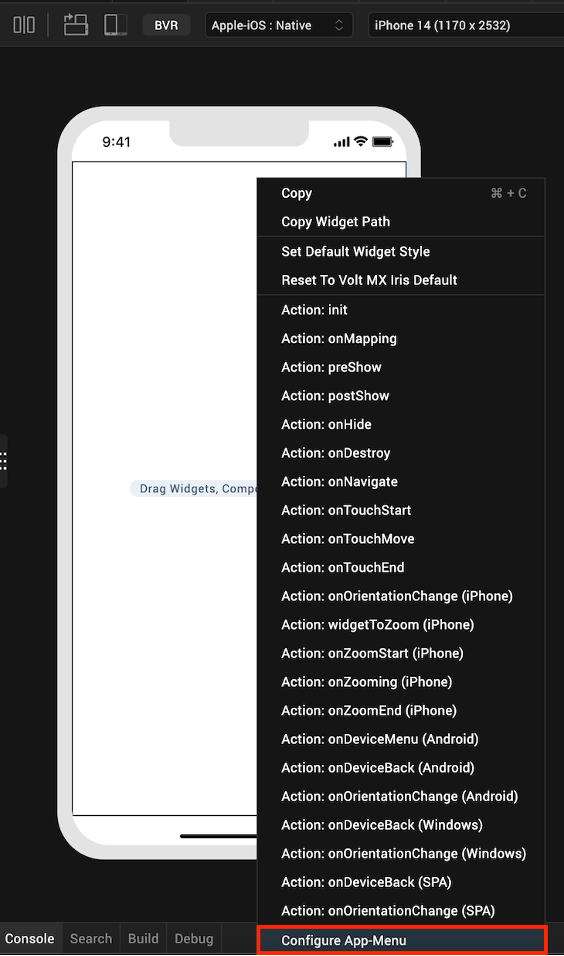 BVR
Apple-iOS : Native
iPhone 14 (1170 x 2532)
9:41
Copy ⌘ + C
Copy Widget Path
Set Default Widget Style
Reset To Volt MX Iris Default
Action: init
Action: onMapping
Action: preShow
Action: postShow
Action: onHide
Action: onDestroy
Drag Widgets, Compo
Action: onNavigate
Action: onTouchStart
Action: onTouchMove
Action: onTouchEnd
Action: onOrientationChange (iPhone)
Action: widgetToZoom (iPhone)
Action: onZoomStart (iPhone)
Action: onZooming (iPhone)
Action: onZoomEnd (iPhone)
Action: onDeviceMenu (Android)
Action: onDeviceBack (Android)
Action: onOrientationChange (Android)
Action: onDeviceBack (Windows)
Action: onOrientationChange (Windows)
Action: onDeviceBack (SPA)
Action: onOrientationChange (SPA)
Configure App-Menu
Console Search Build Debug